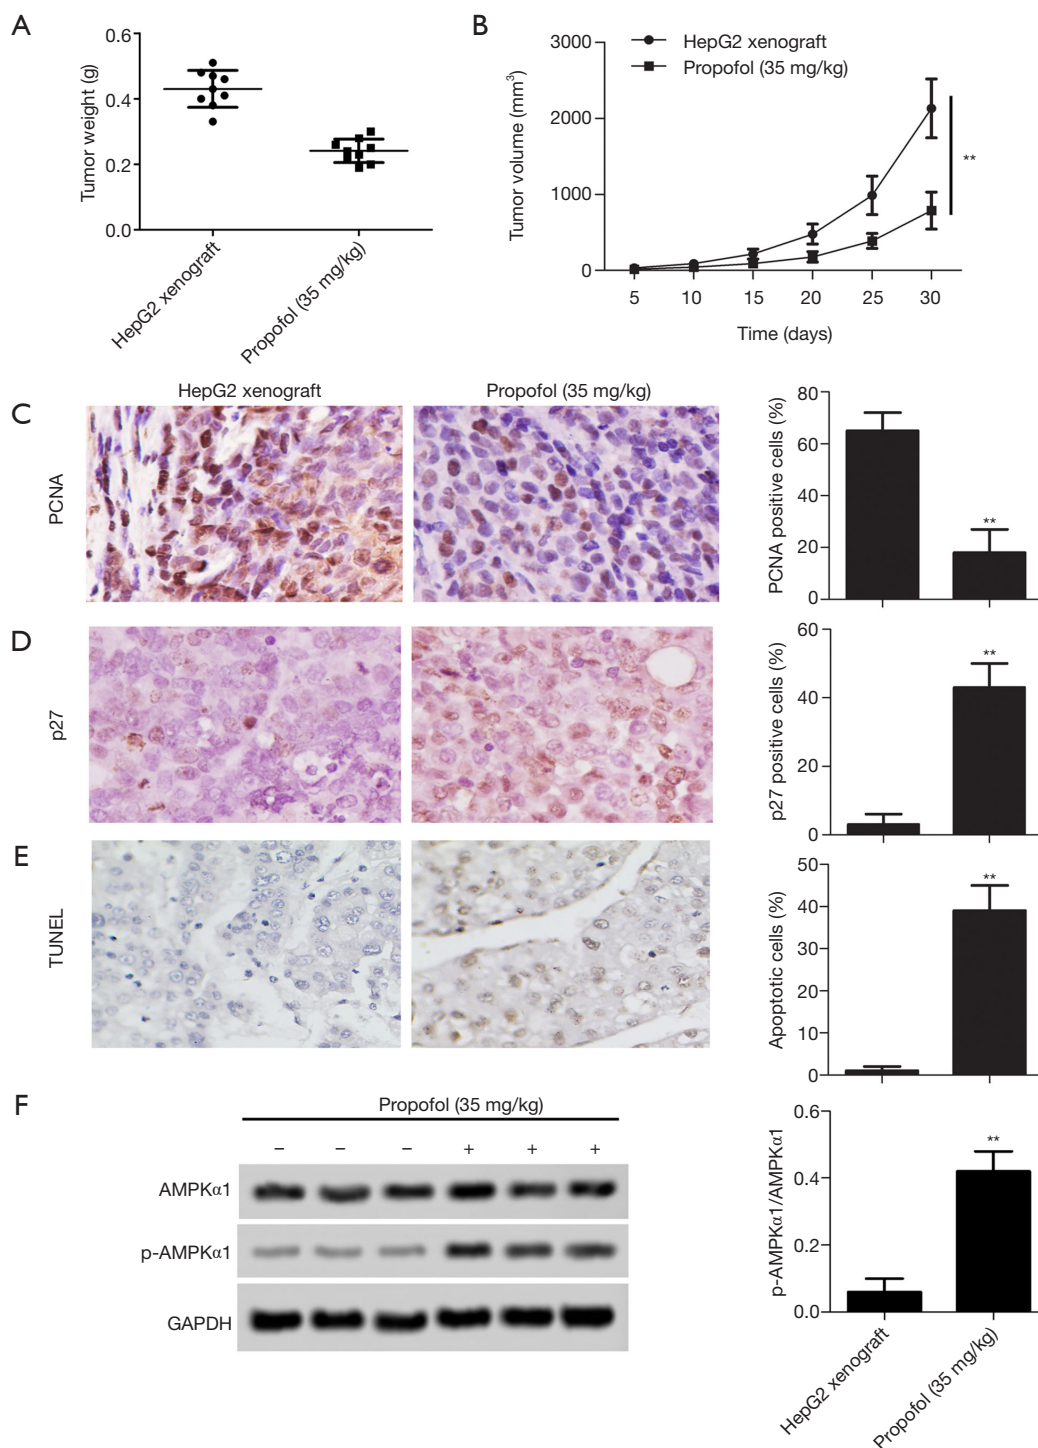 A
Tumor weight (g)
0.6
0.4
0.2
0.0
HepG2 xenograft
Propofol (35 mg/kg)
B
Tumor volume (mm³)
3000
2000
1000
0
HepG2 xenograft
Propofol (35 mg/kg)
**
5 10 15 20 25 30
Time (days)
HepG2 xenograft Propofol (35 mg/kg)
C
PCNA
PCNA positive cells (%)
80
60
40
20
0
**
D
p27
p27 positive cells (%)
60
40
20
0
**
E
TUNEL
Apoptotic cells (%)
50
40
30
20
10
0
**
F
Propofol (35 mg/kg)
− − − + + +
AMPKα1
p-AMPKα1
GAPDH
p-AMPKα1/AMPKα1
0.6
0.4
0.2
0.0
**
HepG2 xenograft
Propofol (35 mg/kg)